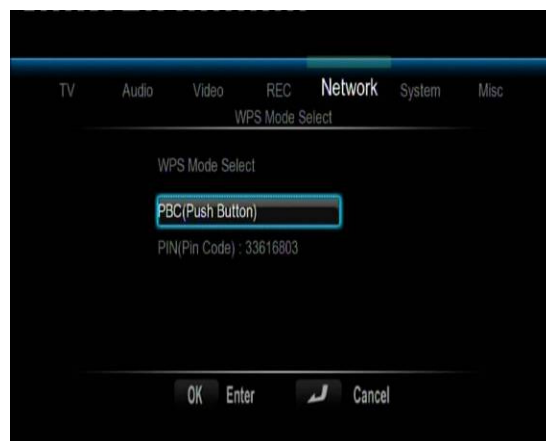 TV Audio Video REC Network System Misc
WPS Mode Select
WPS Mode Select
PBC(Push Button)
PIN(Pin Code) : 33616803
OK Enter Cancel